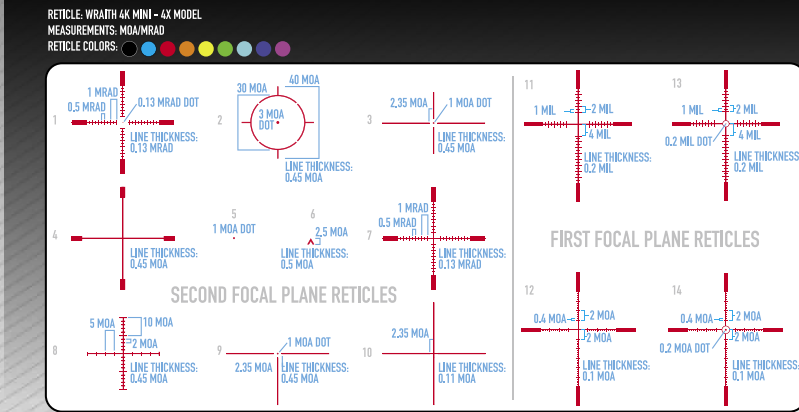 RETICLE: WRAITH 4K MINI - 4X MODEL
MEASUREMENTS: MOA/MRAD
RETICLE COLORS:
1
1 MRAD
0.5 MRAD
0.13 MRAD DOT
LINE THICKNESS:
0.13 MRAD
2
30 MOA
40 MOA
3 MOA
DOT
LINE THICKNESS:
0.45 MOA
3
2.35 MOA
1 MOA DOT
LINE THICKNESS:
0.45 MOA
4
LINE THICKNESS:
0.45 MOA
5
1 MOA DOT
6
2.5 MOA
LINE THICKNESS:
0.5 MOA
7
1 MRAD
0.5 MRAD
LINE THICKNESS:
0.13 MRAD
SECOND FOCAL PLANE RETICLES
8
5 MOA
10 MOA
2 MOA
LINE THICKNESS:
0.45 MOA
9
1 MOA DOT
2.35 MOA
LINE THICKNESS:
0.45 MOA
10
2.35 MOA
LINE THICKNESS:
0.11 MOA
11
1 MIL
2 MIL
4 MIL
LINE THICKNESS:
0.2 MIL
13
1 MIL
2 MIL
4 MIL
0.2 MIL DOT
LINE THICKNESS:
0.2 MIL
FIRST FOCAL PLANE RETICLES
12
0.4 MOA
2 MOA
2 MOA
LINE THICKNESS:
0.1 MOA
14
0.4 MOA
2 MOA
2 MOA
0.2 MOA DOT
LINE THICKNESS:
0.1 MOA